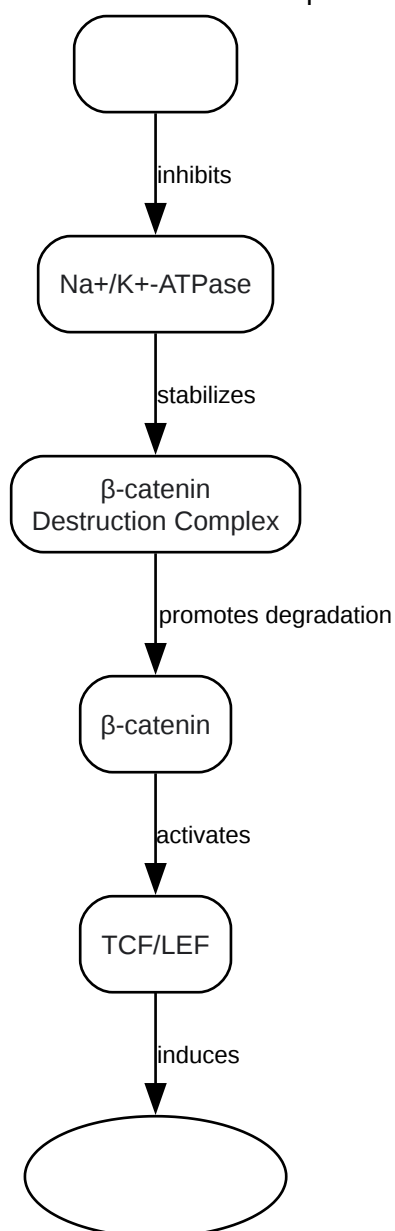 inhibits
Na+/K+-ATPase
stabilizes
β-catenin
Destruction Complex
promotes degradation
β-catenin
activates
TCF/LEF
induces